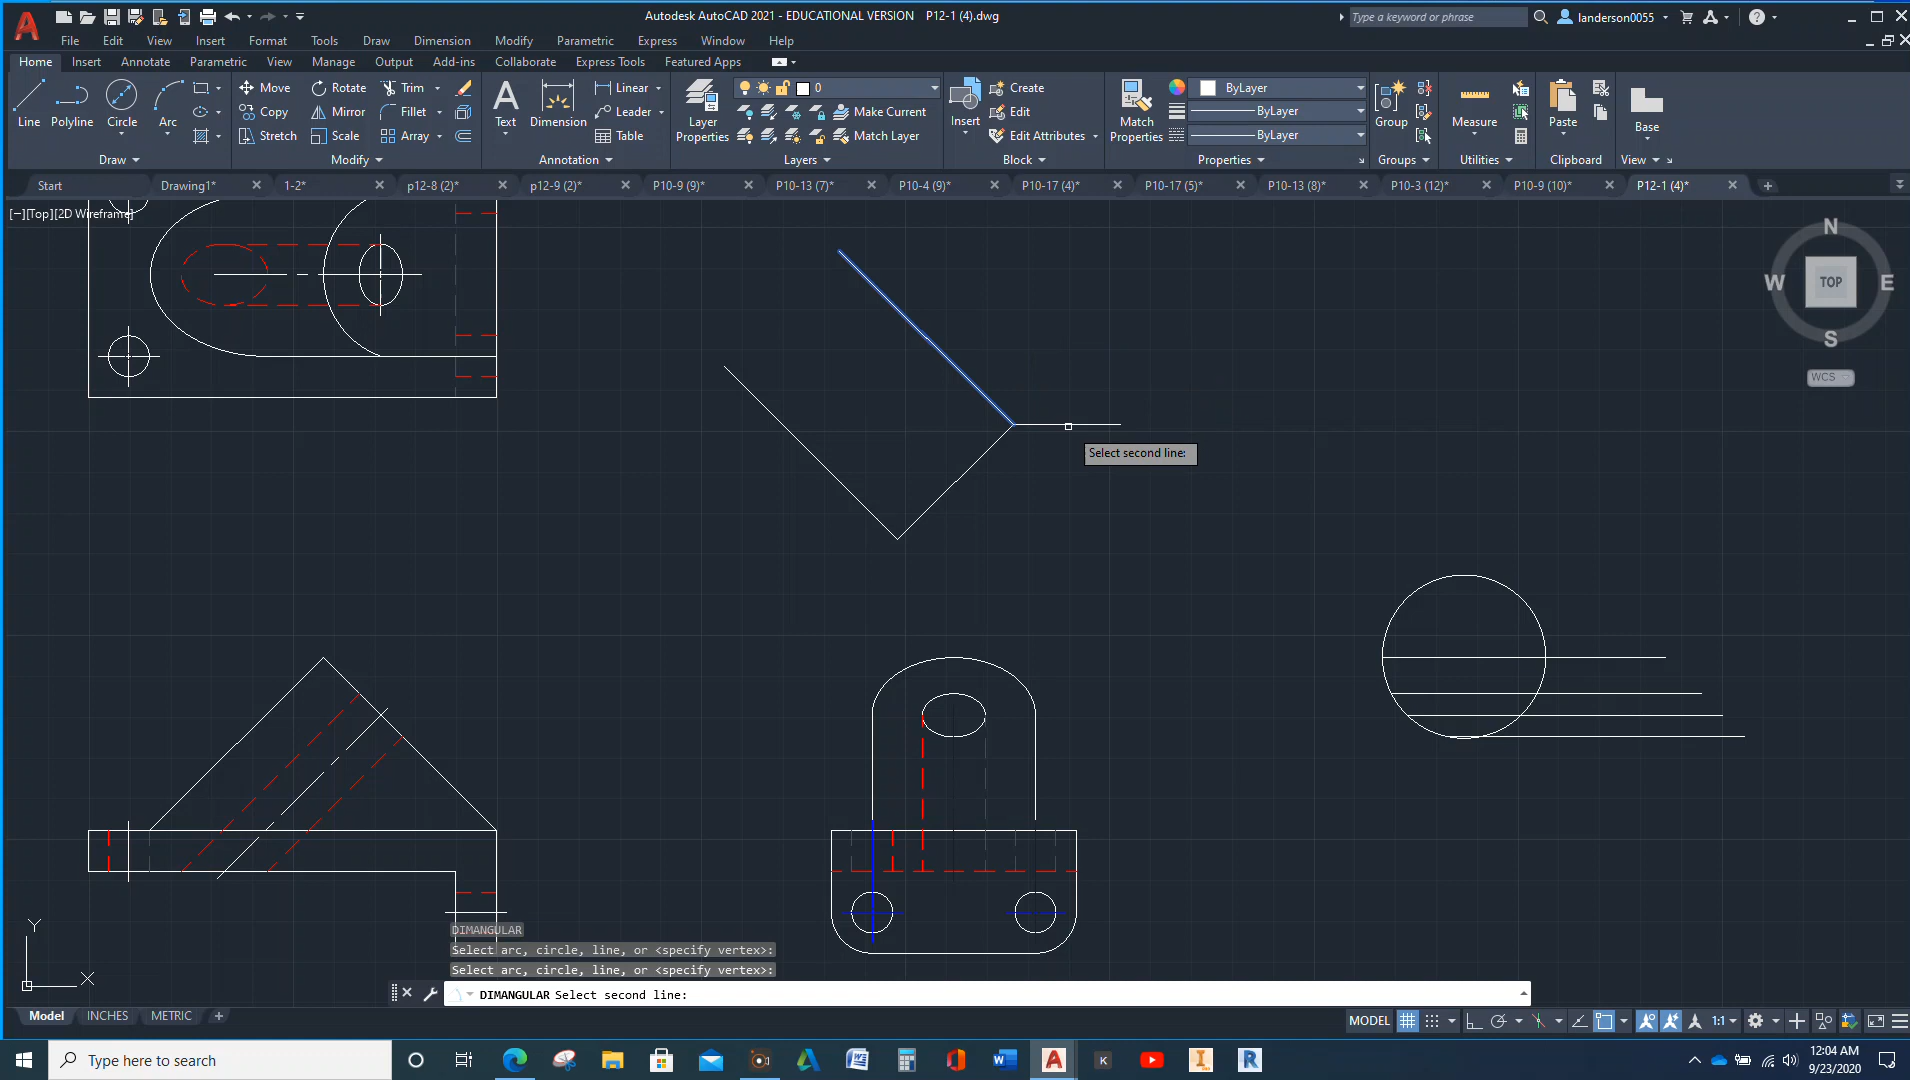 Autodesk AutoCAD 2021 - EDUCATIONAL VERSION P12-1 (4).dwg
Type a keyword or phrase
landerson0055
File Edit View Insert Format Tools Draw Dimension Modify Parametric Express Window Help
Home Insert Annotate Parametric View Manage Output Add-ins Collaborate Express Tools Featured Apps
Move Rotate Trim Linear 0 Create ByLayer
Line Polyline Circle Arc Copy Mirror Fillet Text Dimension Leader Layer Properties Make Current Insert Edit Match Properties ByLayer Group Measure Paste Base
Stretch Scale Array Table Match Layer Edit Attributes ByLayer
Draw Modify Annotation Layers Block Properties Groups Utilities Clipboard View
Start Drawing1* 1-2* p12-8 (2)* p12-9 (2)* P10-9 (9)* P10-13 (7)* P10-4 (9)* P10-17 (4)* P10-17 (5)* P10-13 (8)* P10-3 (12)* P10-9 (10)* P12-1 (4)*
[−][Top][2D Wireframe]
N
W TOP E
S
WCS
Select second line:
Y
X
DIMANGULAR
Select arc, circle, line, or <specify vertex>:
Select arc, circle, line, or <specify vertex>:
DIMANGULAR Select second line:
Model INCHES METRIC
MODEL 1:1
Type here to search
12:04 AM
9/23/2020